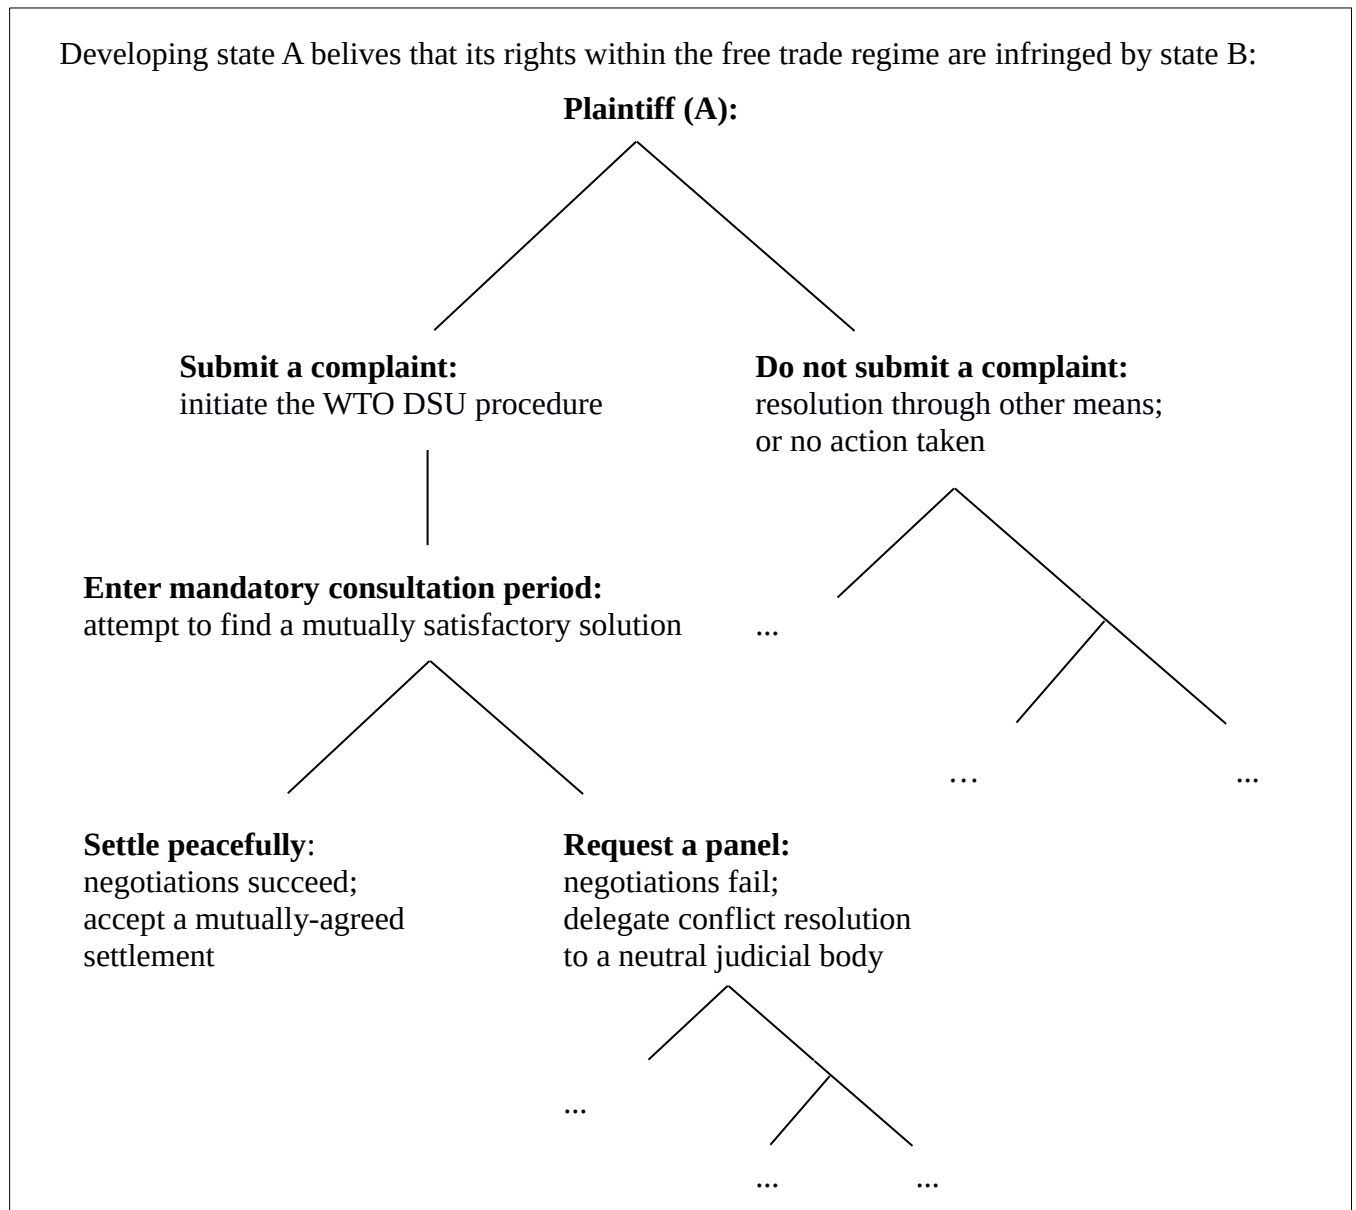 Developing state A belives that its rights within the free trade regime are infringed by state B:
Plaintiff (A):
Submit a complaint:
initiate the WTO DSU procedure
Do not submit a complaint:
resolution through other means;
or no action taken
Enter mandatory consultation period:
attempt to find a mutually satisfactory solution
...
…
...
Settle peacefully:
negotiations succeed;
accept a mutually-agreed
settlement
Request a panel:
negotiations fail;
delegate conflict resolution
to a neutral judicial body
...
...
...